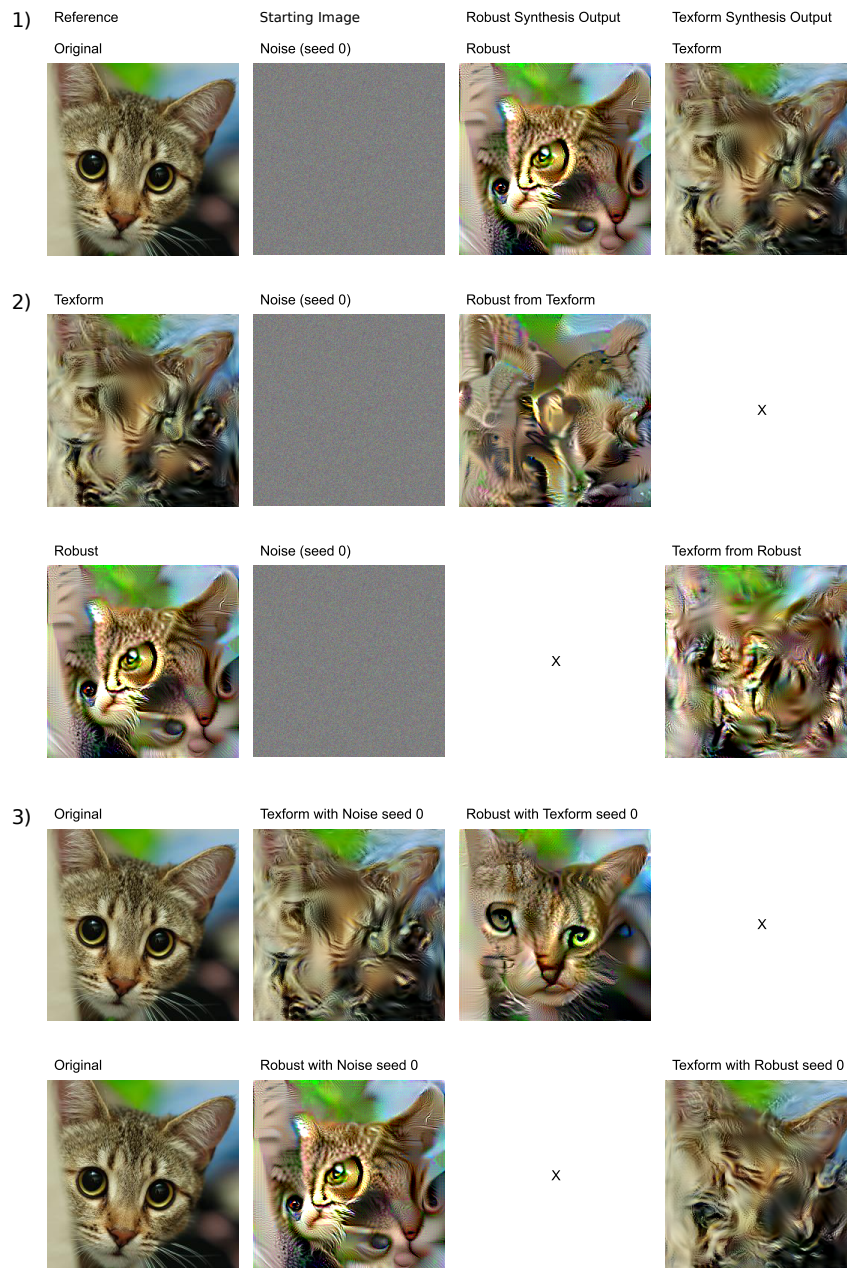 1) Reference Starting Image Robust Synthesis Output Texform Synthesis Output
Original Noise (seed 0) Robust Texform
2) Texform Noise (seed 0) Robust from Texform
X
Robust Noise (seed 0) Texform from Robust
X
3) Original Texform with Noise seed 0 Robust with Texform seed 0
X
Original Robust with Noise seed 0 Texform with Robust seed 0
X